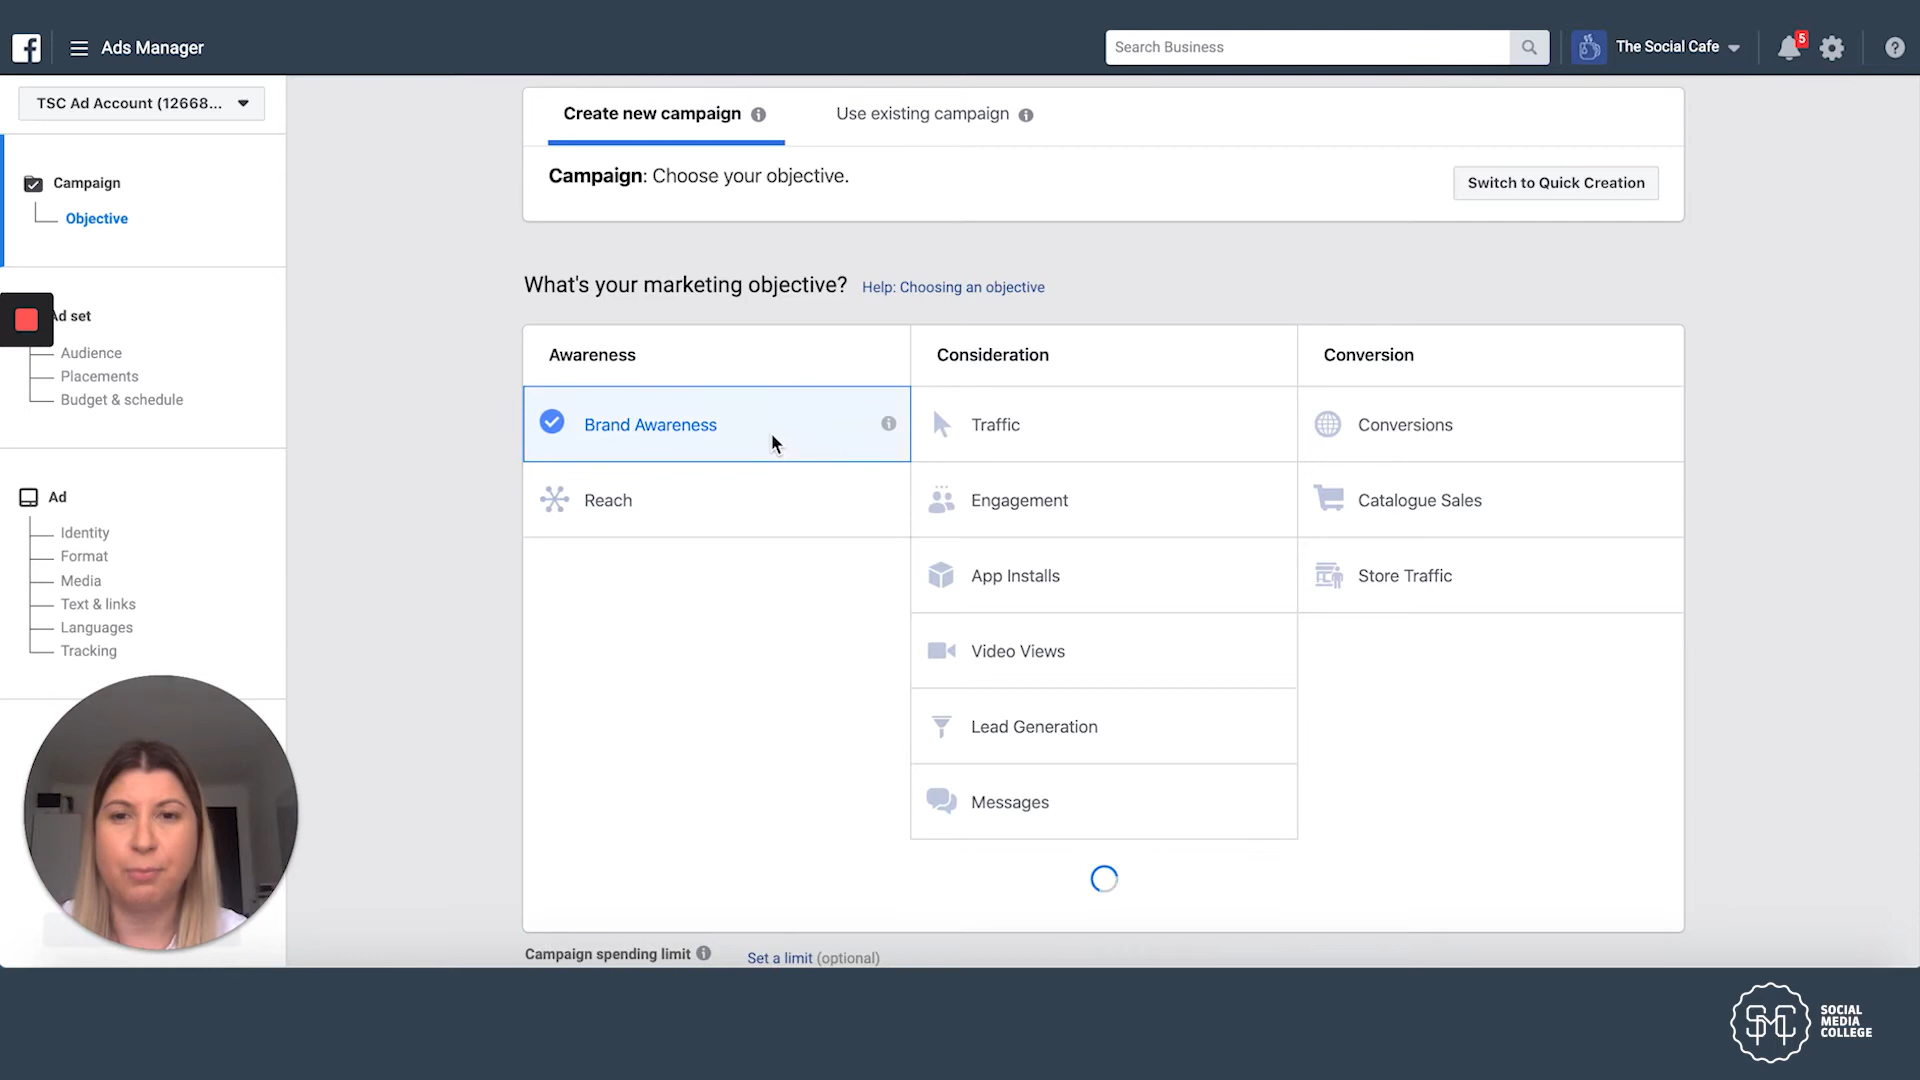 f
Ads Manager
Search Business
The Social Cafe
5
?
TSC Ad Account (12668...
Create new campaign
Use existing campaign
Campaign: Choose your objective.
Switch to Quick Creation
Campaign
Objective
Ad set
Audience
Placements
Budget & schedule
Ad
Identity
Format
Media
Text & links
Languages
Tracking
What's your marketing objective? Help: Choosing an objective
Awareness
Consideration
Conversion
Brand Awareness
Traffic
Conversions
Reach
Engagement
Catalogue Sales
App Installs
Store Traffic
Video Views
Lead Generation
Messages
Campaign spending limit
Set a limit (optional)
SMC
SOCIAL
MEDIA
COLLEGE